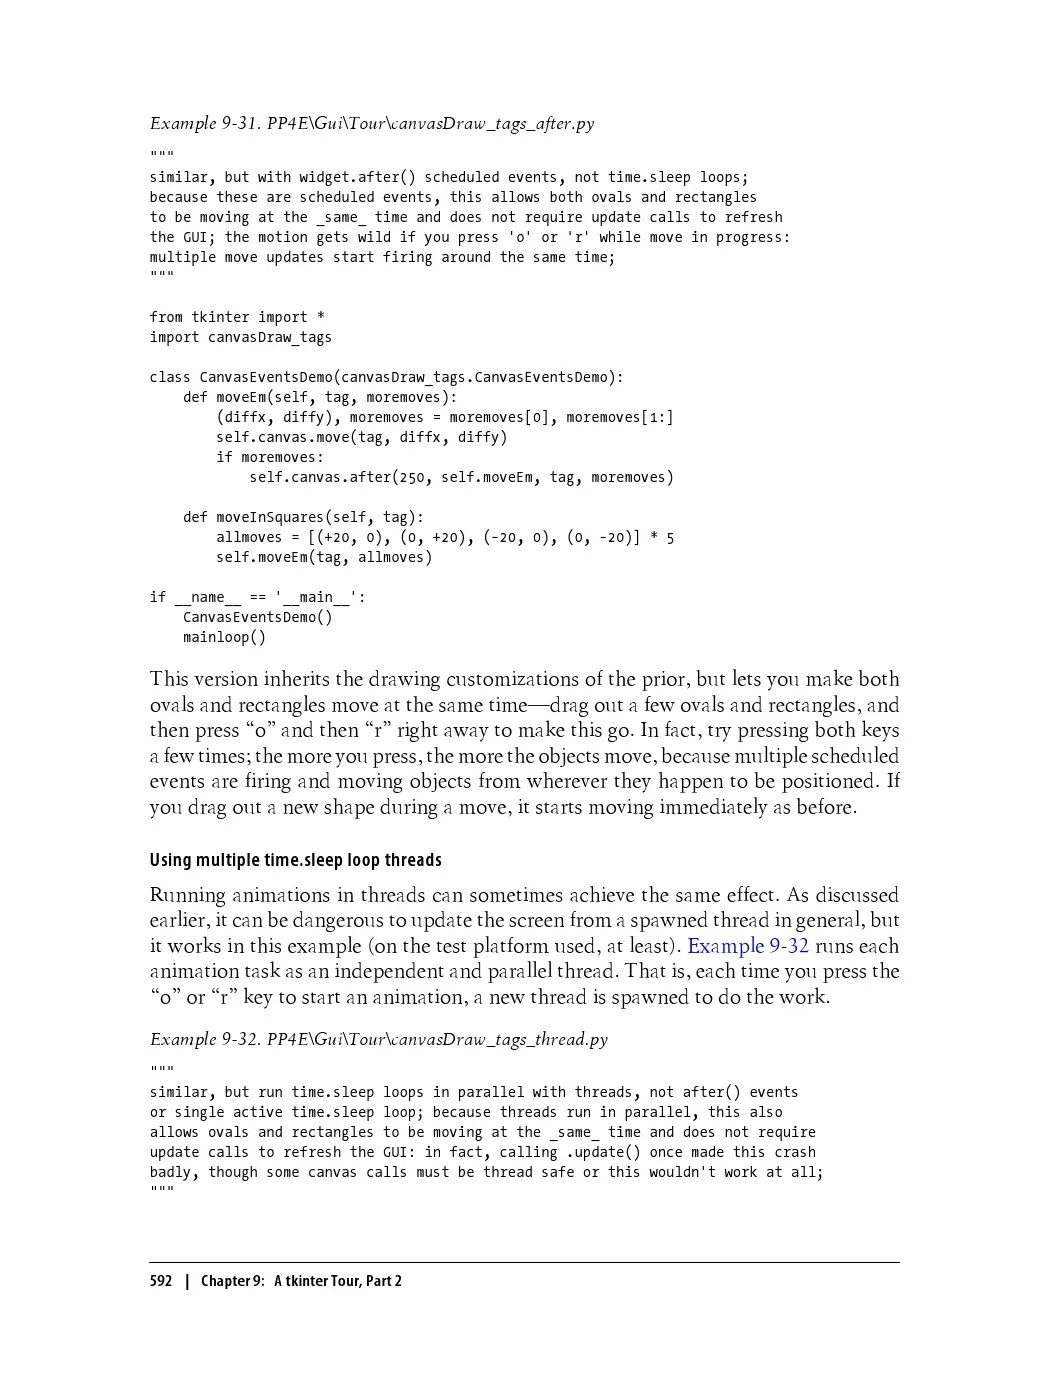 Example 9-31. PP4E\Gui\Tour\canvasDraw_tags_after.py
"""
similar, but with widget.after() scheduled events, not time.sleep loops;
because these are scheduled events, this allows both ovals and rectangles
to be moving at the _same_ time and does not require update calls to refresh
the GUI; the motion gets wild if you press 'o' or 'r' while move in progress:
multiple move updates start firing around the same time;
"""
from tkinter import *
import canvasDraw_tags
class CanvasEventsDemo(canvasDraw_tags.CanvasEventsDemo):
    def moveEm(self, tag, moremoves):
        (diffx, diffy), moremoves = moremoves[0], moremoves[1:]
        self.canvas.move(tag, diffx, diffy)
        if moremoves:
            self.canvas.after(250, self.moveEm, tag, moremoves)
    def moveInSquares(self, tag):
        allmoves = [(+20, 0), (0, +20), (-20, 0), (0, -20)] * 5
        self.moveEm(tag, allmoves)
if __name__ == '__main__':
    CanvasEventsDemo()
    mainloop()
This version inherits the drawing customizations of the prior, but lets you make both
ovals and rectangles move at the same time—drag out a few ovals and rectangles, and
then press “o” and then “r” right away to make this go. In fact, try pressing both keys
a few times; the more you press, the more the objects move, because multiple scheduled
events are firing and moving objects from wherever they happen to be positioned. If
you drag out a new shape during a move, it starts moving immediately as before.
Using multiple time.sleep loop threads
Running animations in threads can sometimes achieve the same effect. As discussed
earlier, it can be dangerous to update the screen from a spawned thread in general, but
it works in this example (on the test platform used, at least). Example 9-32 runs each
animation task as an independent and parallel thread. That is, each time you press the
“o” or “r” key to start an animation, a new thread is spawned to do the work.
Example 9-32. PP4E\Gui\Tour\canvasDraw_tags_thread.py
"""
similar, but run time.sleep loops in parallel with threads, not after() events
or single active time.sleep loop; because threads run in parallel, this also
allows ovals and rectangles to be moving at the _same_ time and does not require
update calls to refresh the GUI: in fact, calling .update() once made this crash
badly, though some canvas calls must be thread safe or this wouldn't work at all;
"""
592 | Chapter 9: A tkinter Tour, Part 2